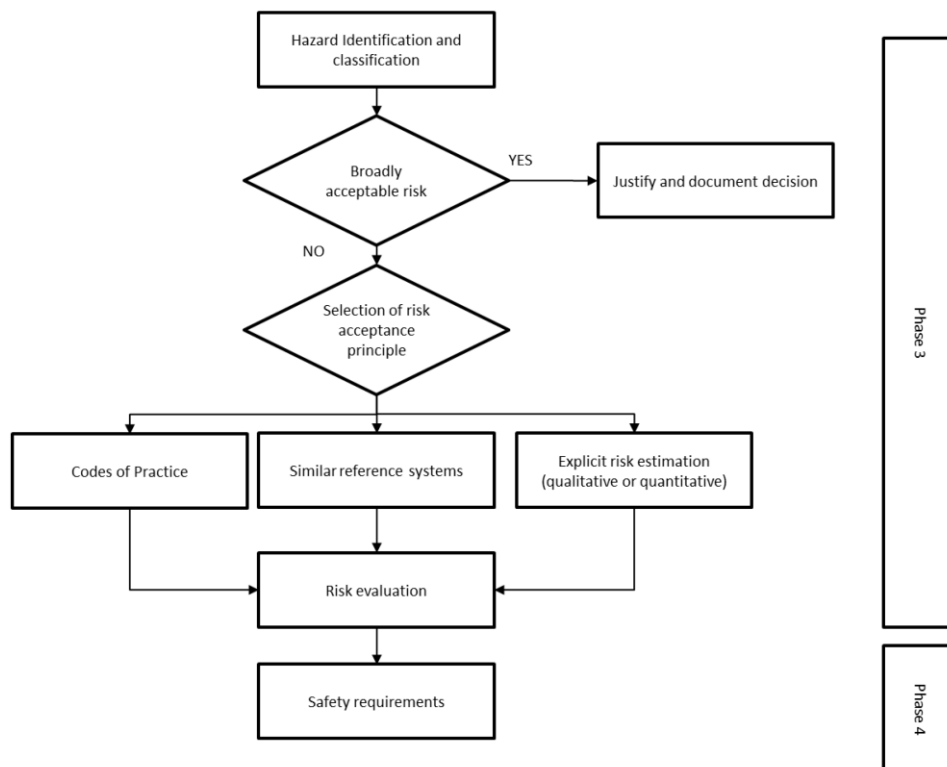 Hazard Identification and
classification
Broadly
acceptable risk
YES
Justify and document decision
NO
Selection of risk
acceptance
principle
Codes of Practice
Similar reference systems
Explicit risk estimation
(qualitative or quantitative)
Risk evaluation
Safety requirements
Phase 3
Phase 4